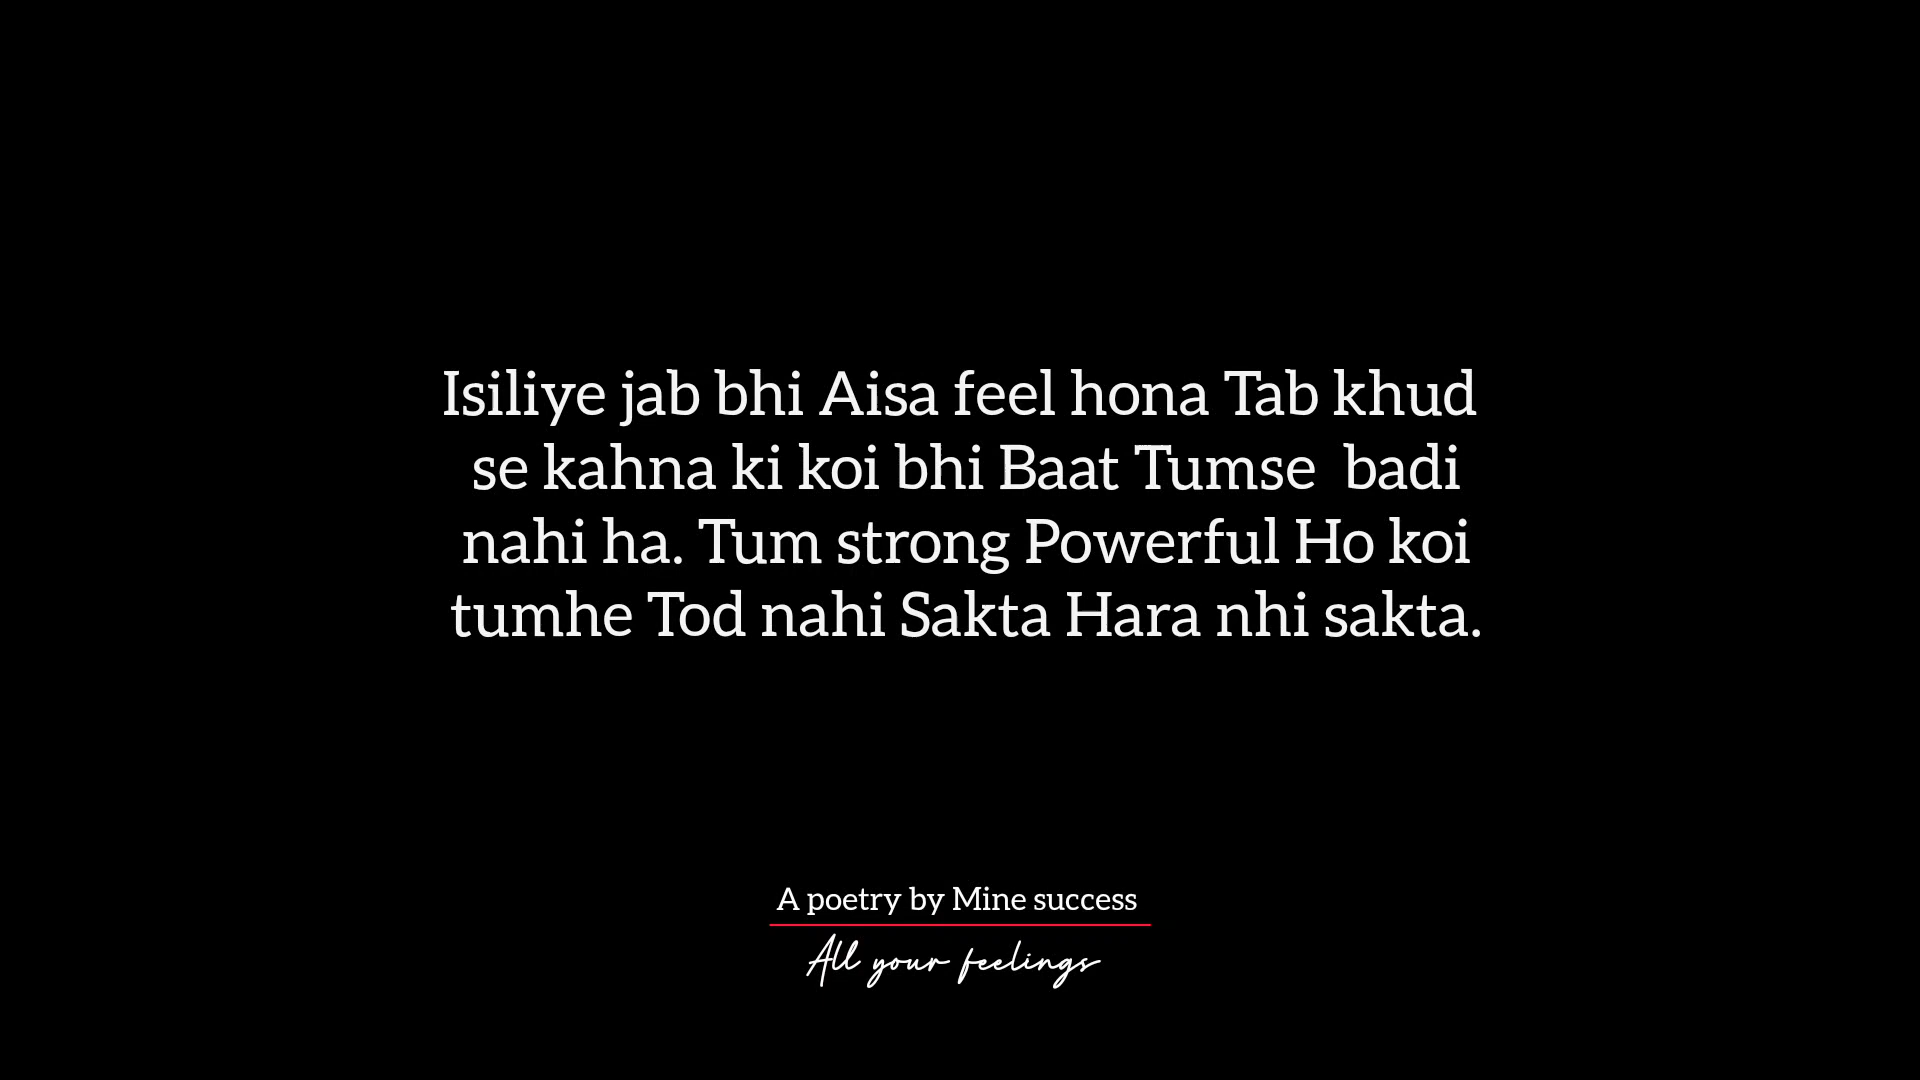 Isiliye jab bhi Aisa feel hona Tab khud
se kahna ki koi bhi Baat Tumse  badi
nahi ha. Tum strong Powerful Ho koi
tumhe Tod nahi Sakta Hara nhi sakta.
A poetry by Mine success
All your feelings